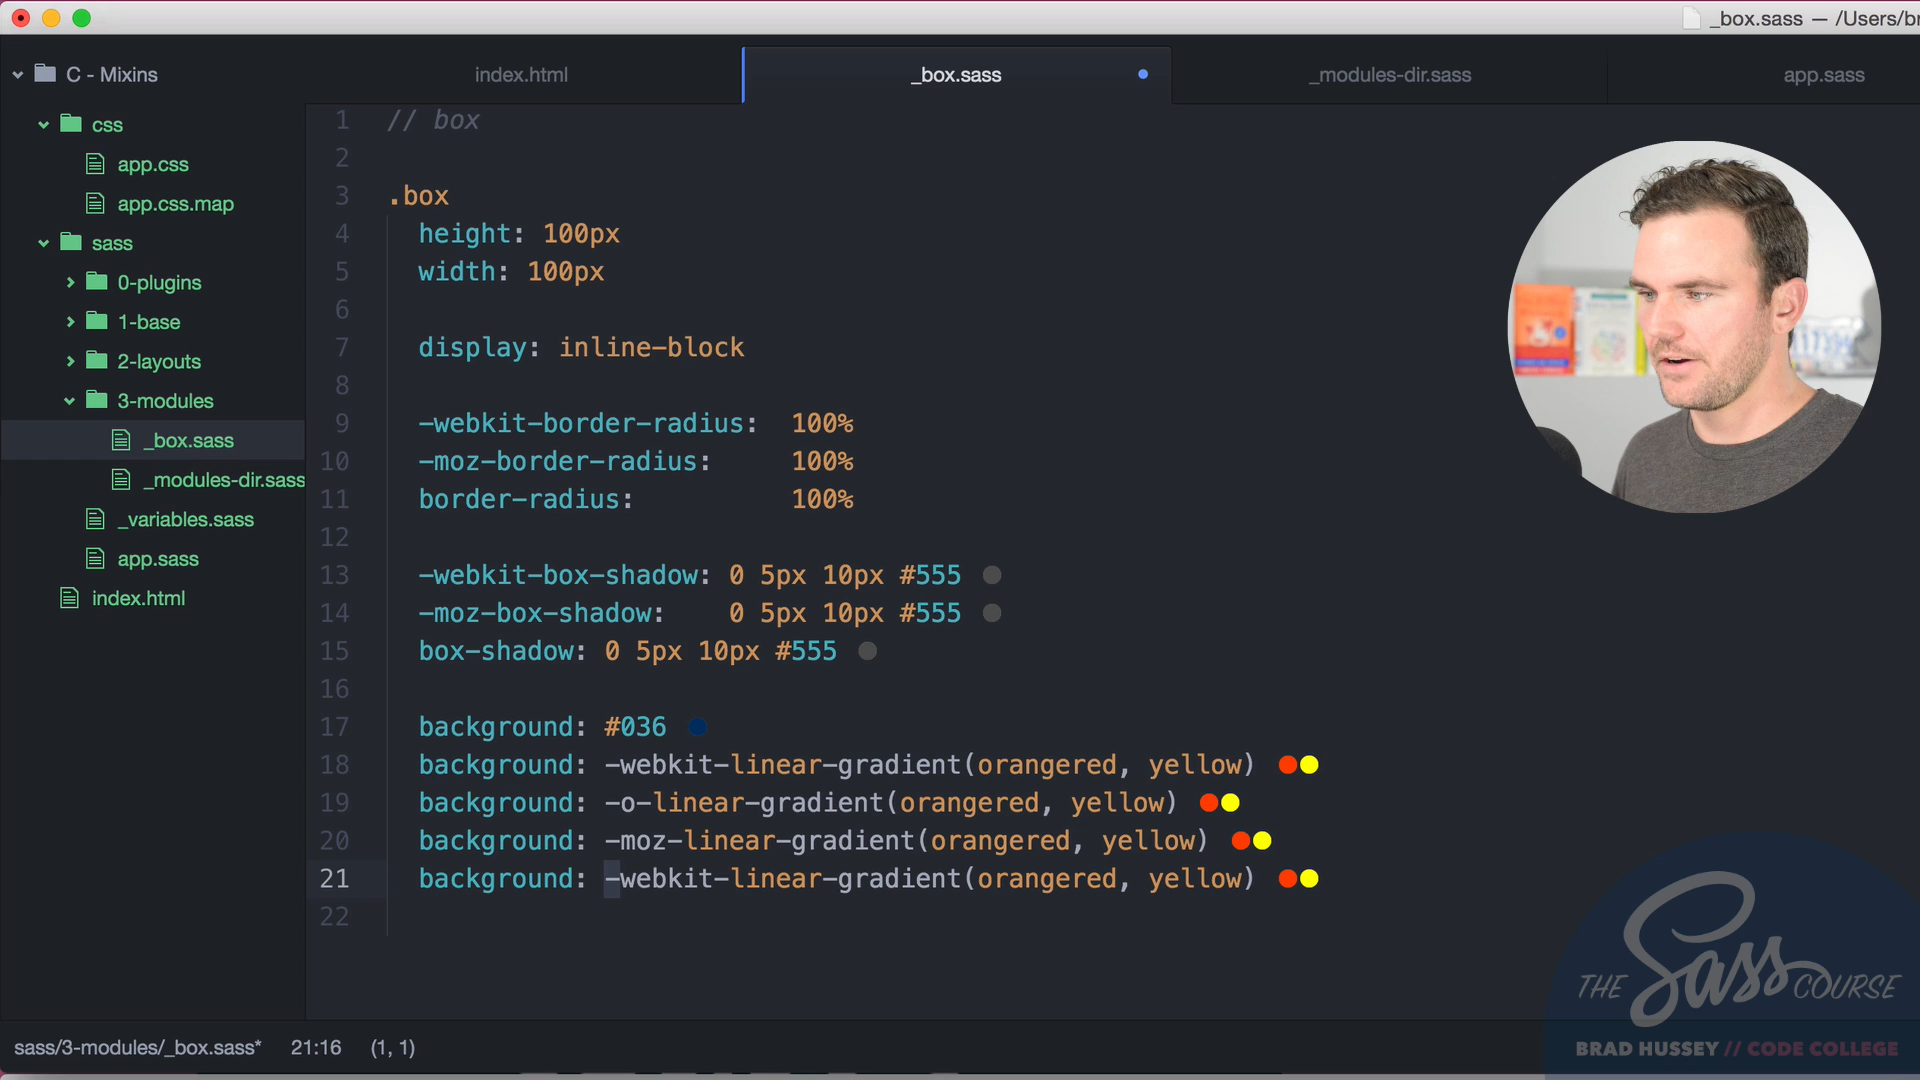 _box.sass — /Users/br
C - Mixins
index.html
_box.sass
_modules-dir.sass
app.sass
css
app.css
app.css.map
sass
0-plugins
1-base
2-layouts
3-modules
_box.sass
_modules-dir.sass
_variables.sass
app.sass
index.html
1 // box
2
3 .box
4 height: 100px
5 width: 100px
6
7 display: inline-block
8
9 -webkit-border-radius: 100%
10 -moz-border-radius: 100%
11 border-radius: 100%
12
13 -webkit-box-shadow: 0 5px 10px #555
14 -moz-box-shadow: 0 5px 10px #555
15 box-shadow: 0 5px 10px #555
16
17 background: #036
18 background: -webkit-linear-gradient(orangered, yellow)
19 background: -o-linear-gradient(orangered, yellow)
20 background: -moz-linear-gradient(orangered, yellow)
21 background: -webkit-linear-gradient(orangered, yellow)
22
THE Sass COURSE
BRAD HUSSEY // CODE COLLEGE
sass/3-modules/_box.sass* 21:16 (1, 1)